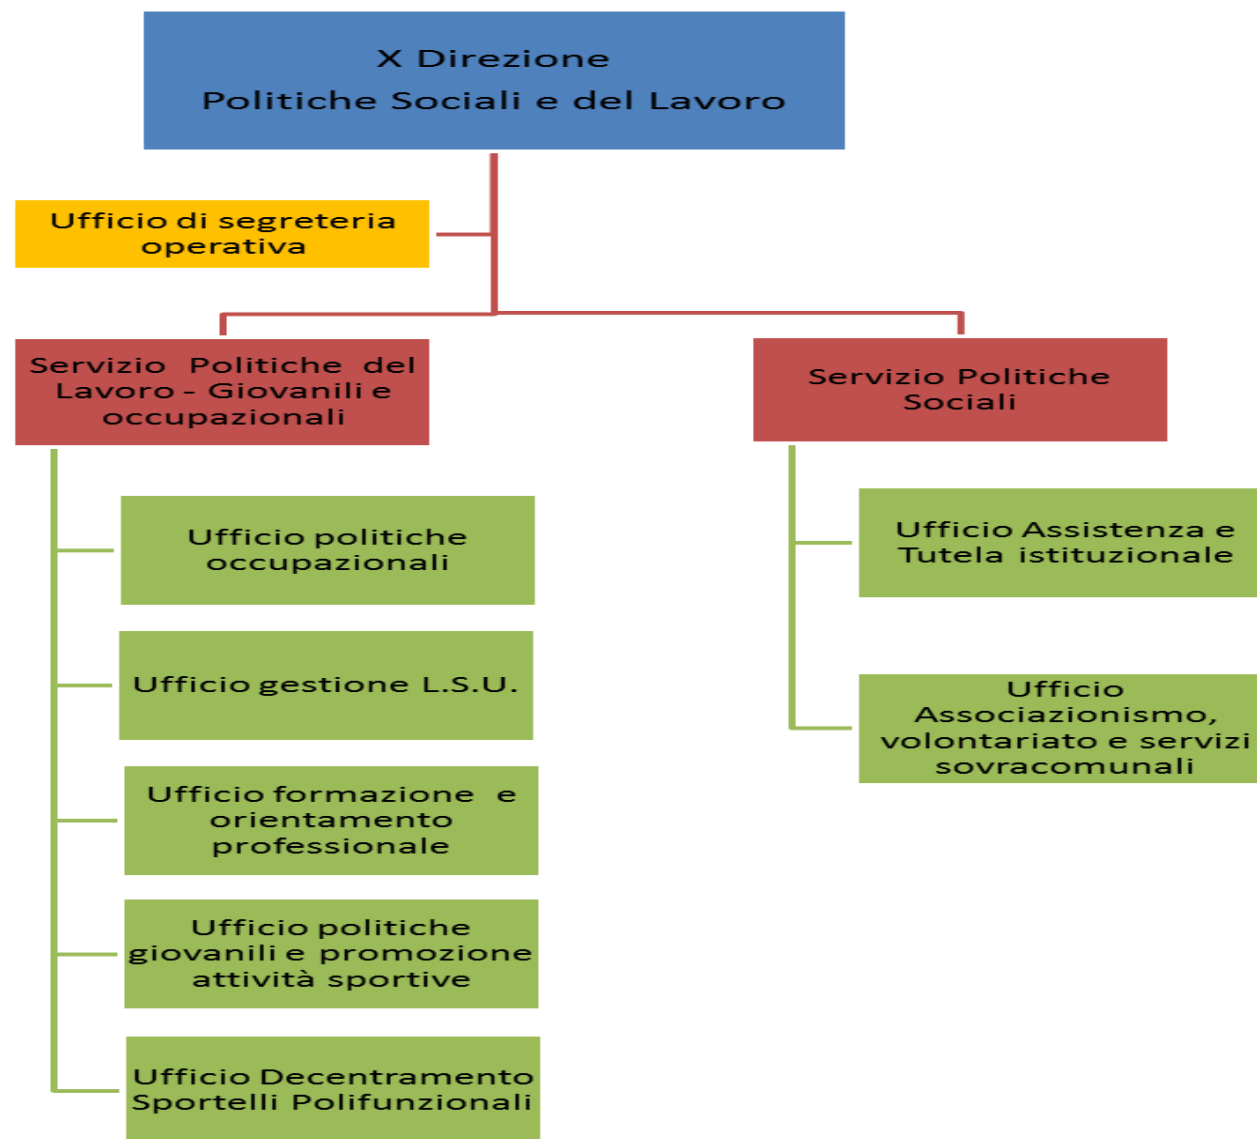 X Direzione
Politiche Sociali e del Lavoro
Ufficio di segreteria
operativa
Servizio Politiche del
Lavoro - Giovanili e
occupazionali
Servizio Politiche
Sociali
Ufficio politiche
occupazionali
Ufficio gestione L.S.U.
Ufficio formazione e
orientamento
professionale
Ufficio politiche
giovanili e promozione
attività sportive
Ufficio Decentramento
Sportelli Polifunzionali
Ufficio Assistenza e
Tutela istituzionale
Ufficio
Associazionismo,
volontariato e servizi
sovracomunali